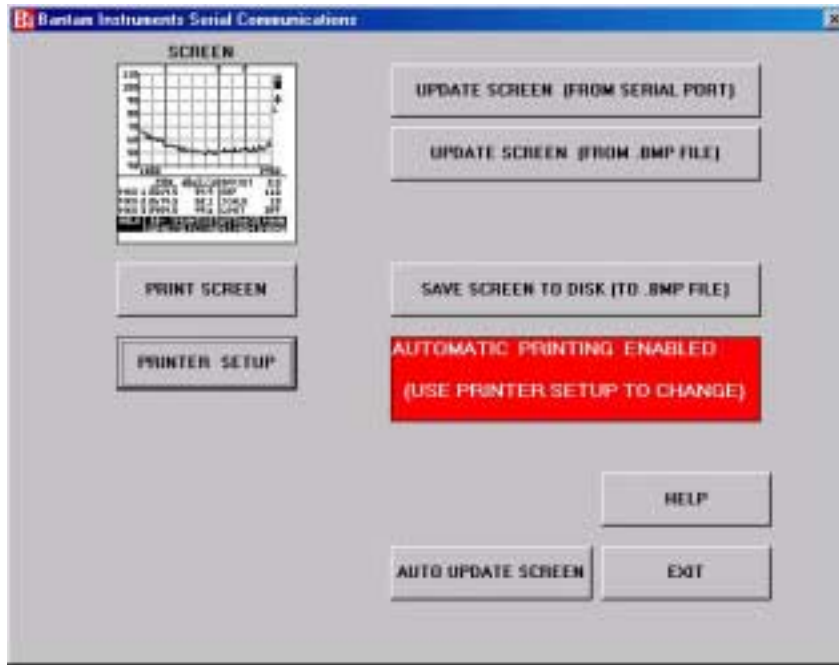 Bantam Instruments Serial Communications
SCREEN
UPDATE SCREEN (FROM SERIAL PORT)
UPDATE SCREEN (FROM .BMP FILE)
PRINT SCREEN
SAVE SCREEN TO DISK (TO .BMP FILE)
PRINTER SETUP
AUTOMATIC PRINTING ENABLED
(USE PRINTER SETUP TO CHANGE)
HELP
AUTO UPDATE SCREEN
EXIT